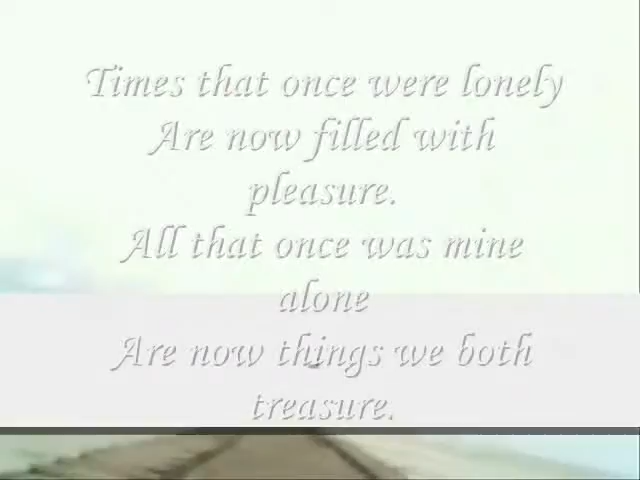 Times that once were lonely
Are now filled with
pleasure.
All that once was mine
alone
Are now things we both
treasure.